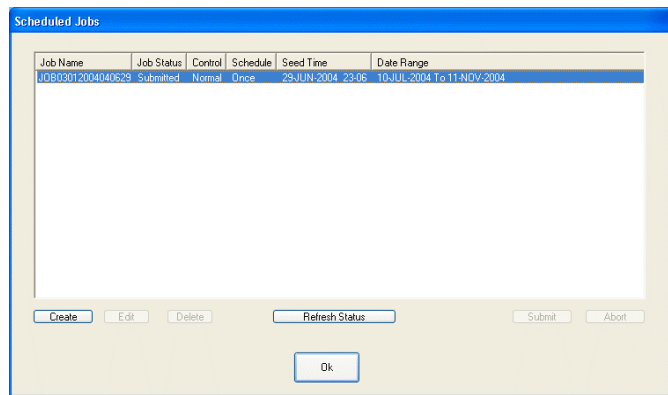 Scheduled Jobs
Job Name Job Status Control Schedule Seed Time Date Range
JOB03012004040629 Submitted Normal Once 29-JUN-2004 23-06 10-JUL-2004 To 11-NOV-2004
Create Edit Delete Refresh Status Submit Abort
Ok